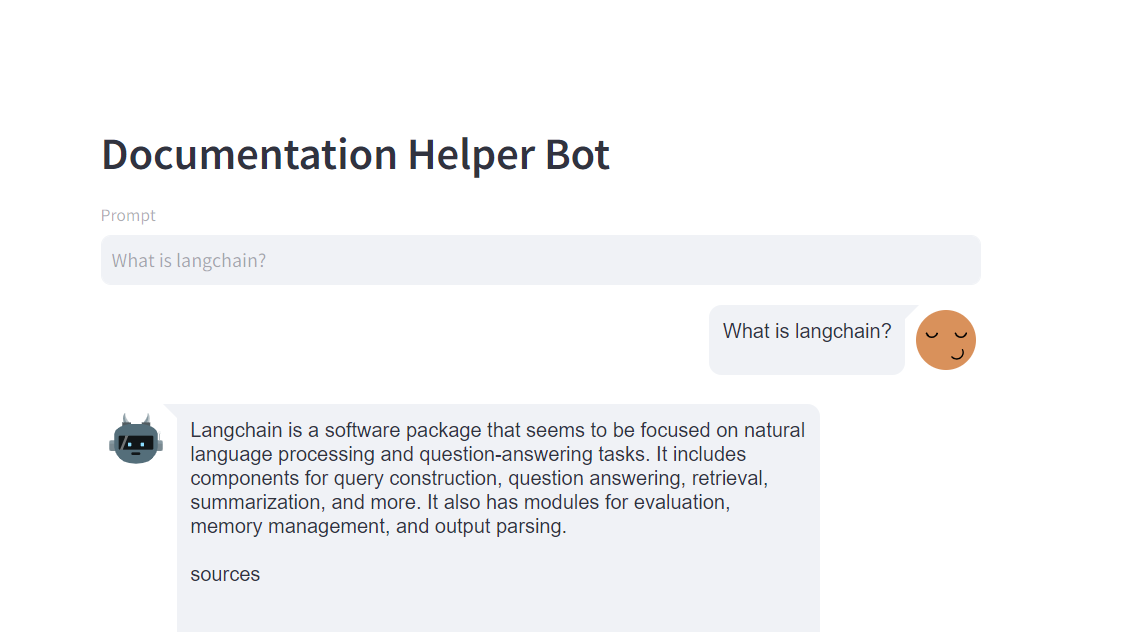 Documentation Helper Bot
Prompt
What is langchain?
What is langchain?
Langchain is a software package that seems to be focused on natural
language processing and question-answering tasks. It includes
components for query construction, question answering, retrieval,
summarization, and more. It also has modules for evaluation,
memory management, and output parsing.
sources